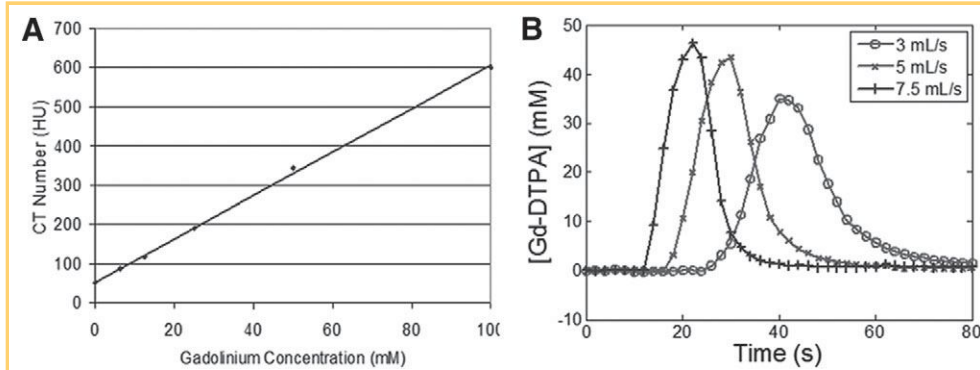 A
CT Number (HU)
700
600
500
400
300
200
100
0
0 20 40 60 80 100
Gadolinium Concentration (mM)
B
[Gd-DTPA] (mM)
50
40
30
20
10
0
-10
0 20 40 60 80
Time (s)
3 mL/s
5 mL/s
7.5 mL/s